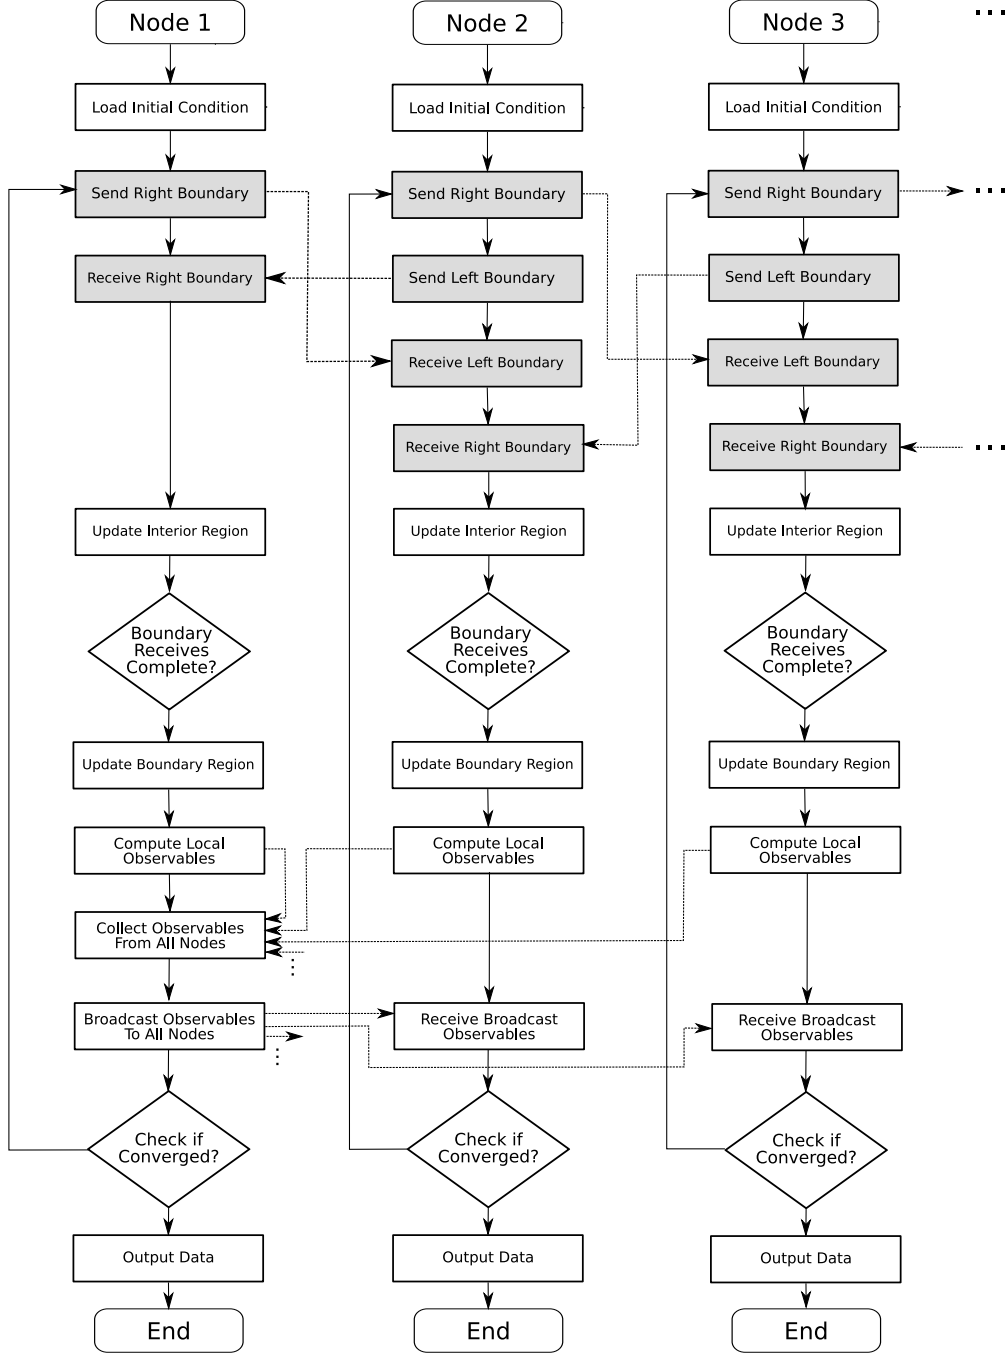 Node 1
Node 2
Node 3
Load Initial Condition
Load Initial Condition
Load Initial Condition
Send Right Boundary
Send Right Boundary
Send Right Boundary
Receive Right Boundary
Send Left Boundary
Send Left Boundary
Receive Left Boundary
Receive Left Boundary
Receive Right Boundary
Receive Right Boundary
Update Interior Region
Update Interior Region
Update Interior Region
Boundary
Receives
Complete?
Boundary
Receives
Complete?
Boundary
Receives
Complete?
Update Boundary Region
Update Boundary Region
Update Boundary Region
Compute Local
Observables
Compute Local
Observables
Compute Local
Observables
Collect Observables
From All Nodes
Broadcast Observables
To All Nodes
Receive Broadcast
Observables
Receive Broadcast
Observables
Check if
Converged?
Check if
Converged?
Check if
Converged?
Output Data
Output Data
Output Data
End
End
End